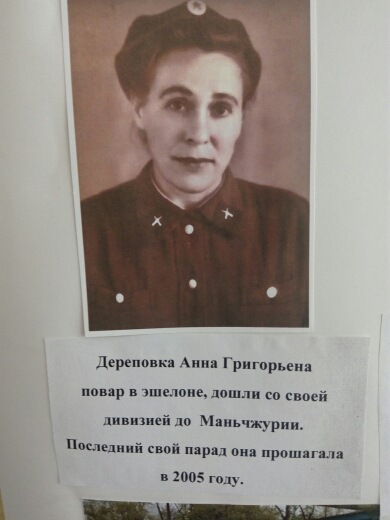 Дереповка Анна Григорьена
повар в эшелоне, дошли со своей
дивизией до Маньчжурии.
Последний свой парад она прошагала
в 2005 году.